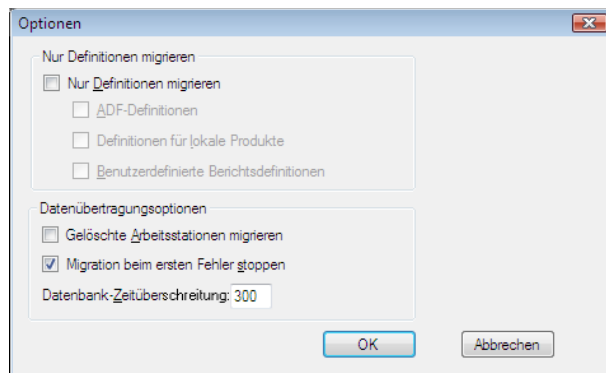 Optionen
Nur Definitionen migrieren
Nur Definitionen migrieren
ADF-Definitionen
Definitionen für lokale Produkte
Benutzerdefinierte Berichtsdefinitionen
Datenübertragungsoptionen
Gelöschte Arbeitsstationen migrieren
Migration beim ersten Fehler stoppen
Datenbank-Zeitüberschreitung: 300
OK Abbrechen